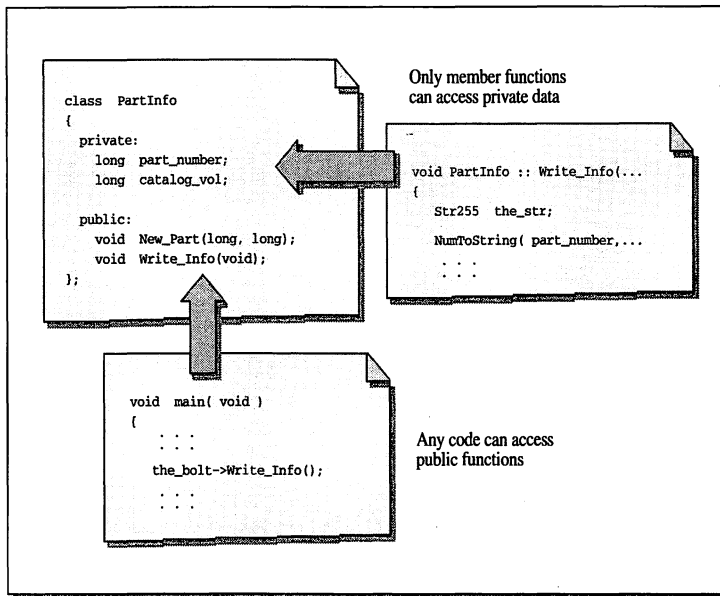 class PartInfo
{
private:
long part_number;
long catalog_vol;
public:
void New_Part(long, long);
void Write_Info(void);
};
Only member functions
can access private data
void PartInfo :: Write_Info(...
{
Str255 the_str;
NumToString( part_number,...
. . .
. . .
void main( void )
{
. . .
. . .
the_bolt->Write_Info();
. . .
. . .
Any code can access
public functions